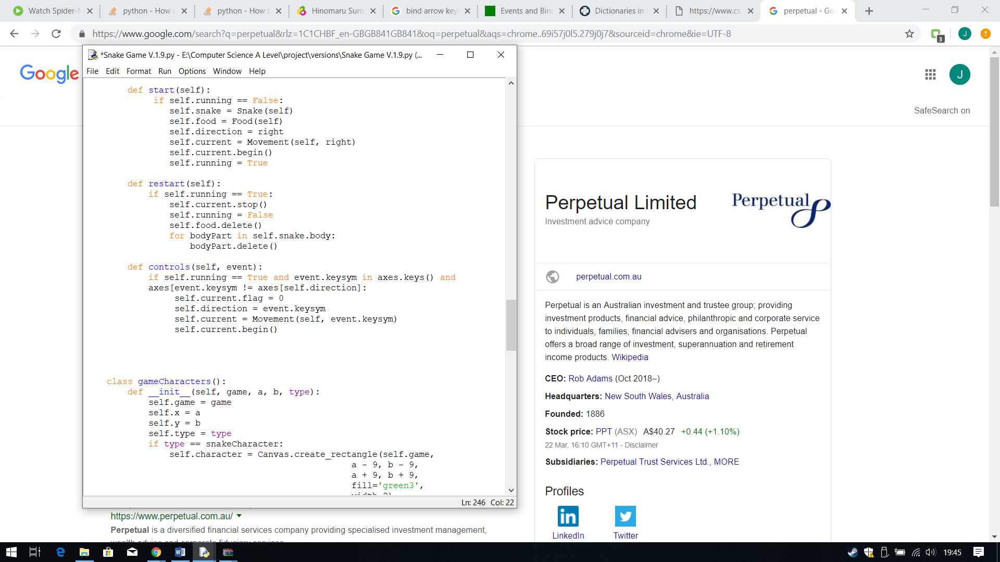 Watch Spider-M
python - How c
python - How t
Hinomaru Sum
bind arrow key
Events and Bin
Dictionaries in
https://www.cs.
perpetual - Go
https://www.google.com/search?q=perpetual&rlz=1C1CHBF_en-GBGB841GB841&oq=perpetual&aqs=chrome..69i57j0l5.279j0j7&sourceid=chrome&ie=UTF-8
3
J
Google
J
SafeSearch on
*Snake Game V.1.9.py - E:\Computer Science A Level\project\versions\Snake Game V.1.9.py (...
File Edit Format Run Options Window Help
def start(self):
if self.running == False:
self.snake = Snake(self)
self.food = Food(self)
self.direction = right
self.current = Movement(self, right)
self.current.begin()
self.running = True
def restart(self):
if self.running == True:
self.current.stop()
self.running = False
self.food.delete()
for bodyPart in self.snake.body:
bodyPart.delete()
def controls(self, event):
if self.running == True and event.keysym in axes.keys() and
axes[event.keysym != axes[self.direction]:
self.current.flag = 0
self.direction = event.keysym
self.current = Movement(self, event.keysym)
self.current.begin()
class gameCharacters():
def __init__(self, game, a, b, type):
self.game = game
self.x = a
self.y = b
self.type = type
if type == snakeCharacter:
self.character = Canvas.create_rectangle(self.game,
a - 9, b - 9,
a + 9, b + 9,
fill='green3',
Ln: 246 Col: 22
https://www.perpetual.com.au/
Perpetual is a diversified financial services company providing specialised investment management,
wealth advice and corporate fiduciary services
Perpetual Limited
Investment advice company
Perpetual
perpetual.com.au
Perpetual is an Australian investment and trustee group; providing
investment products, financial advice, philanthropic and corporate service
to individuals, families, financial advisers and organisations. Perpetual
offers a broad range of investment, superannuation and retirement
income products. Wikipedia
CEO: Rob Adams (Oct 2018–)
Headquarters: New South Wales, Australia
Founded: 1886
Stock price: PPT (ASX) A$40.27 +0.44 (+1.10%)
22 Mar, 16:10 GMT+11 - Disclaimer
Subsidiaries: Perpetual Trust Services Ltd., MORE
Profiles
LinkedIn
Twitter
19:45